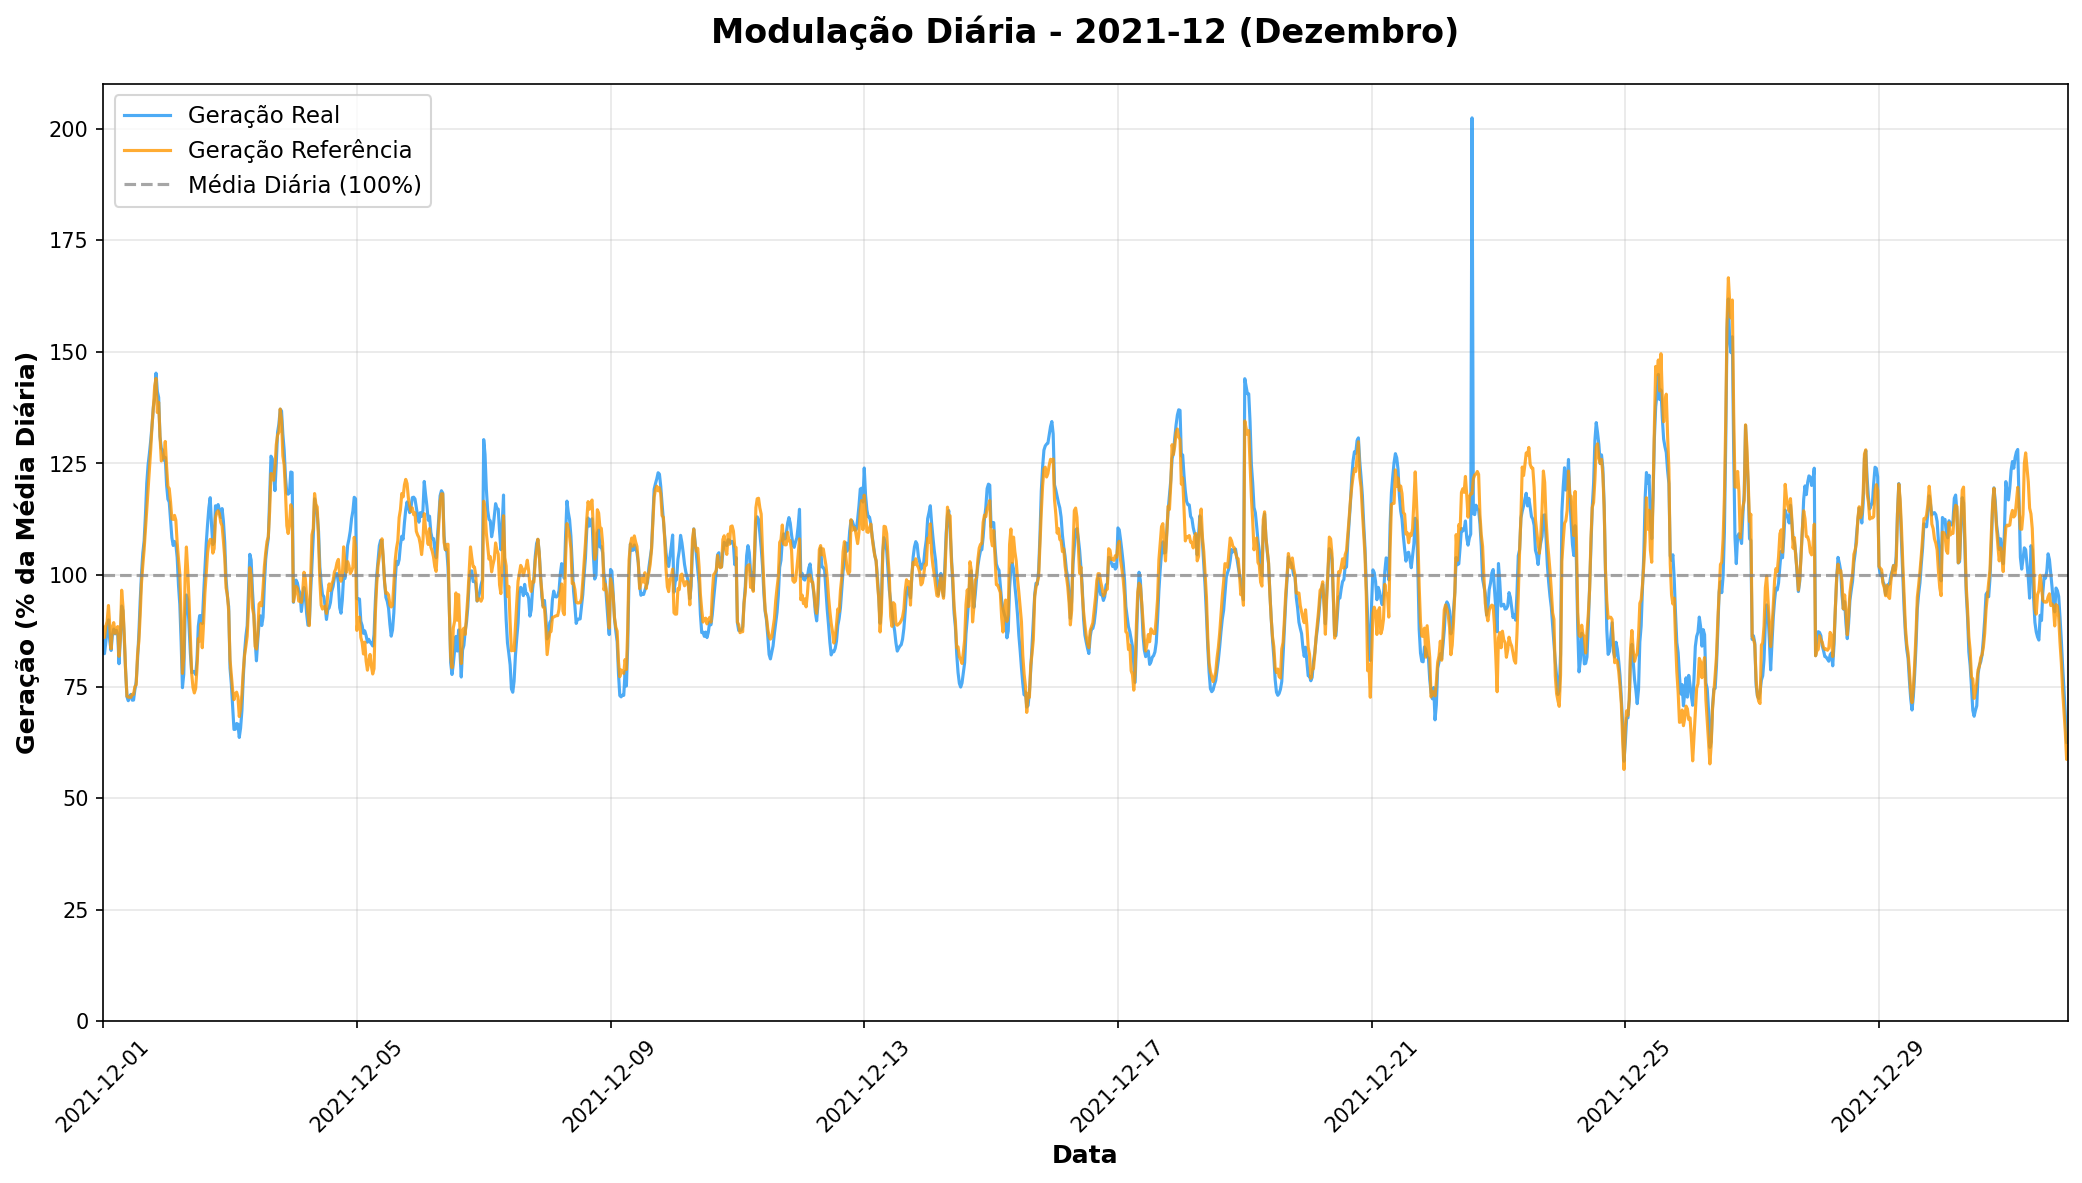 Modulação Diária - 2021-12 (Dezembro)
Geração Real
Geração Referência
Média Diária (100%)
Geração (% da Média Diária)
200
175
150
125
100
75
50
25
0
2021-12-01
2021-12-05
2021-12-09
2021-12-13
2021-12-17
2021-12-21
2021-12-25
2021-12-29
Data